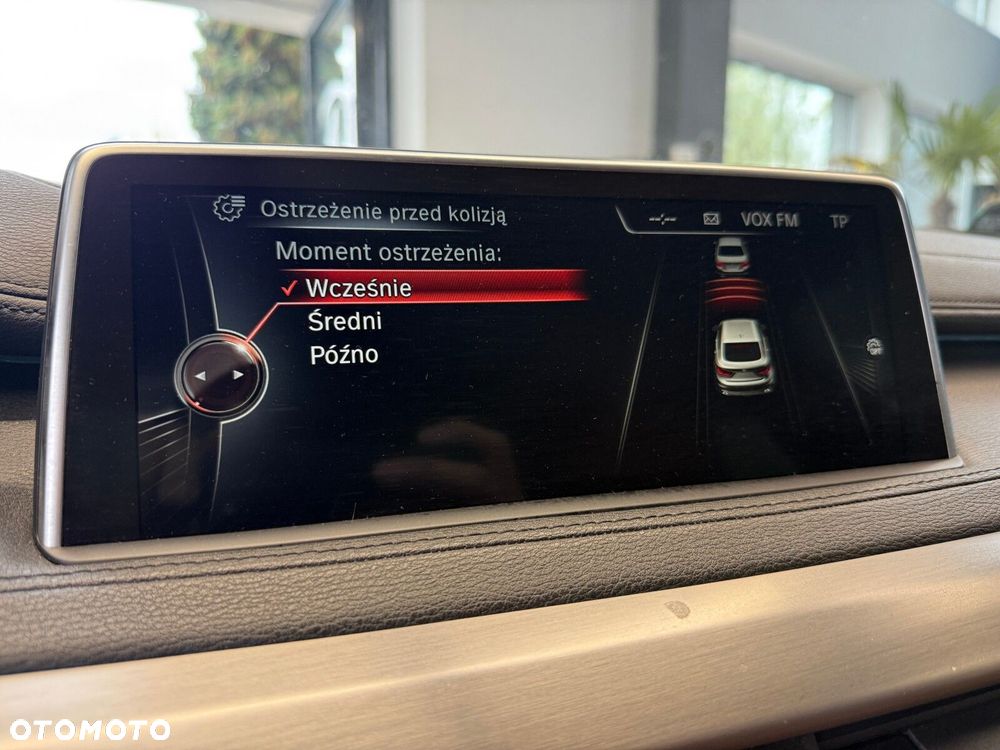 Ostrzeżenie przed kolizją
--:-- VOX FM TP
Moment ostrzeżenia:
✓ Wcześnie
Średni
Późno
OTOMOTO